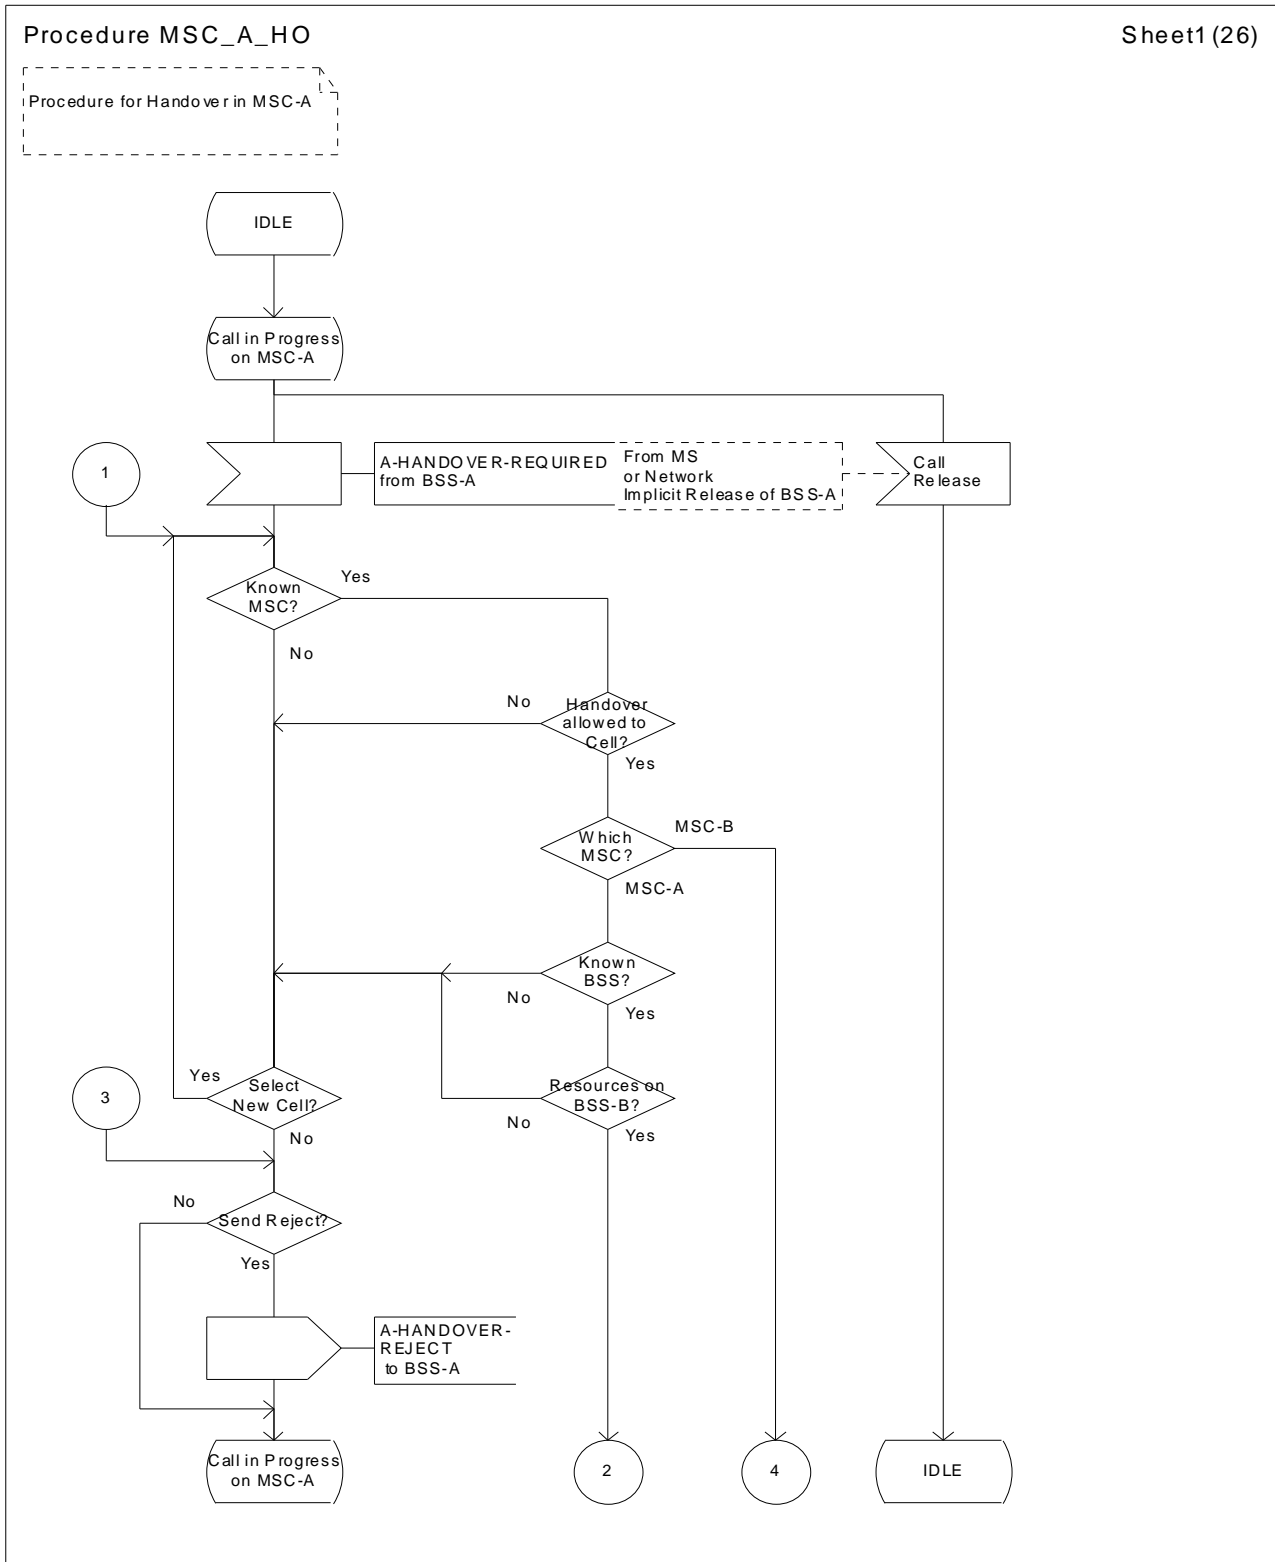 Procedure MSC_A_HO
Sheet1 (26)
Procedure for Handover in MSC-A
IDLE
Call in Progress
on MSC-A
1
A-HANDOVER-REQUIRED
from BSS-A
From MS
or Network
Implicit Release of BSS-A
Call
Release
Known
MSC?
Yes
No
No
Handover
allowed to
Cell?
Yes
Which
MSC?
MSC-B
MSC-A
Known
BSS?
No
Yes
3
Yes
Select
New Cell?
No
Resources on
BSS-B?
No
Yes
No
Send Reject?
Yes
A-HANDOVER-
REJECT
to BSS-A
Call in Progress
on MSC-A
2
4
IDLE